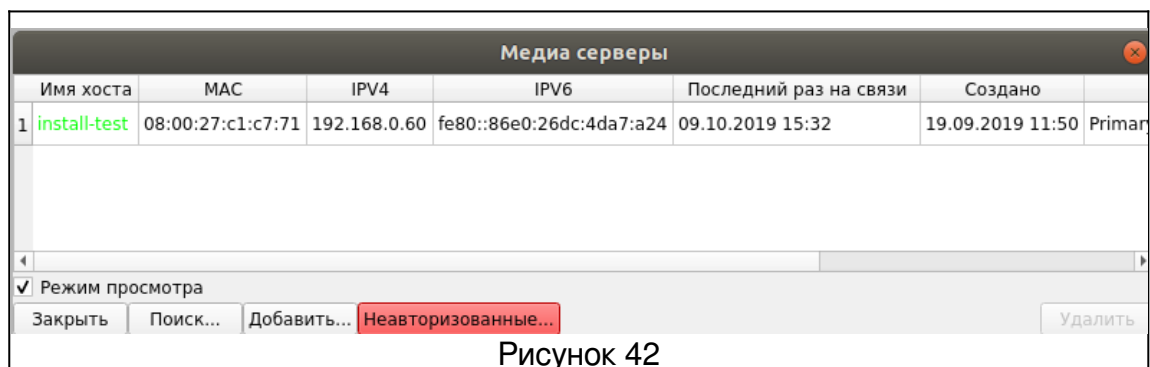 Медиа серверы
Имя хоста MAC IPV4 IPV6 Последний раз на связи Создано
1 install-test 08:00:27:c1:c7:71 192.168.0.60 fe80::86e0:26dc:4da7:a24 09.10.2019 15:32 19.09.2019 11:50 Primar
Режим просмотра
Закрыть Поиск... Добавить... Неавторизованные... Удалить
Рисунок 42